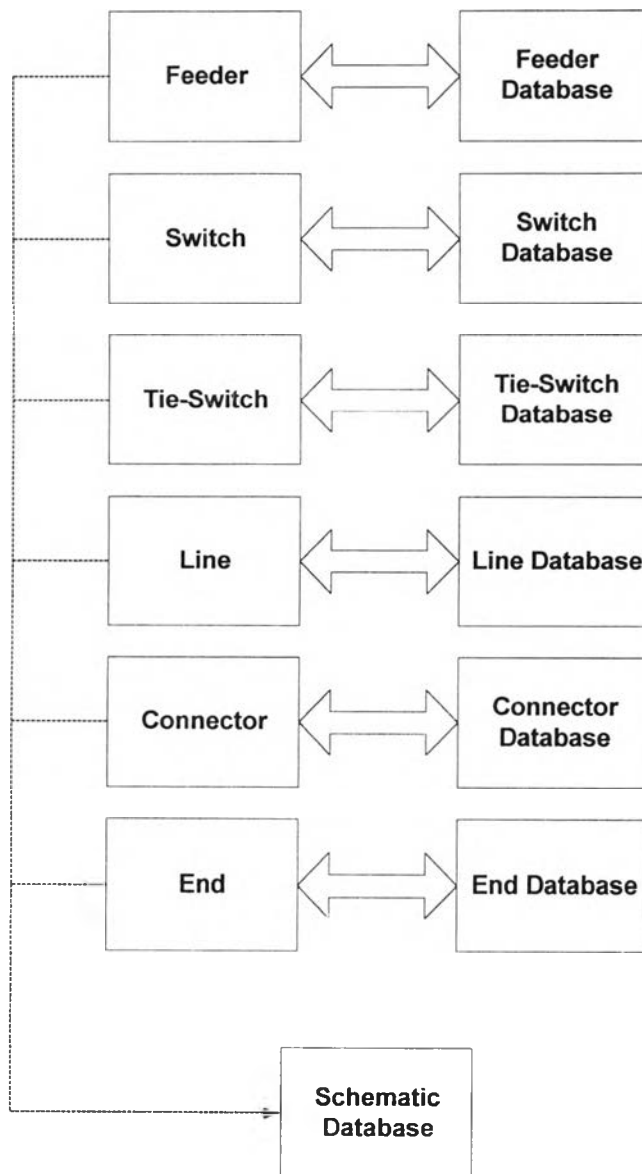 Feeder
Feeder
Database
Switch
Switch
Database
Tie-Switch
Tie-Switch
Database
Line
Line Database
Connector
Connector
Database
End
End Database
Schematic
Database